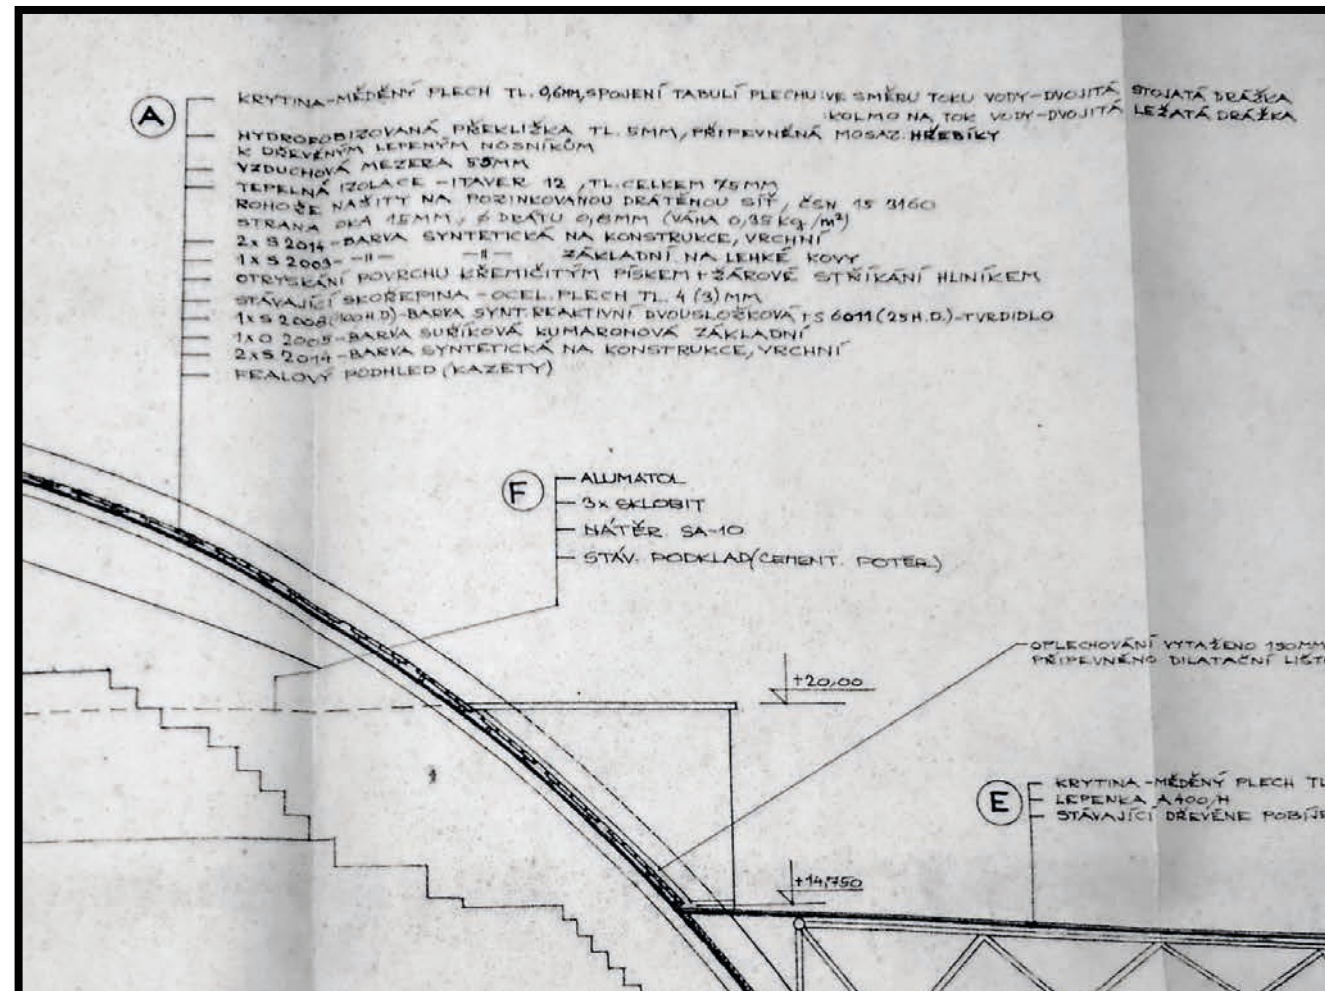 A
KRYTINA-MĚDĚNÝ PLECH TL. 0,6MM, SPOJENÍ TABULÍ PLECHU: VE SMĚRU TOKU VODY-DVOJITÁ STOJATÁ DRÁŽKA
KOLMO NA TOK VODY-DVOJITÁ LEŽATÁ DRÁŽKA
HYDROFOBIZOVANÁ PŘEKLIŽKA TL. 5MM, PŘIPEVNĚNÁ MOSAZ. HŘEBÍKY
K DŘEVĚNÝM LEPENÝM NOSNÍKŮM
VZDUCHOVÁ MEZERA 55MM
TEPELNÁ IZOLACE - ITAVER 12, TL. CELKEM 75MM
ROHOŽE NAŠITY NA POZINKOVANOU DRÁTĚNOU SÍŤ, ČSN 15 3160
STRANA OKA 15MM, ⌀ DRÁTU 0,8MM (VÁHA 0,35 Kg/m²)
2x S 2014-BARVA SYNTETICKÁ NA KONSTRUKCE, VRCHNÍ
1x S 2003- -11- -11- ZÁKLADNÍ NA LEHKÉ KOVY
OTRYSKÁNÍ POVRCHU KŘEMIČITÝM PÍSKEM + ŽÁROVÉ STŘÍKÁNÍ HLINÍKEM
STÁVAJÍCÍ SKOŘEPINA - OCEL. PLECH TL. 4 (3) MM
1x S 2008 (100H.D)-BARVA SYNT. REAKTIVNÍ DVOUSLOŽKOVÁ + S 6011 (25H.D.)-TVRDIDLO
1x O 2005-BARVA SUŘÍKOVÁ KUMARONOVÁ ZÁKLADNÍ
2x S 2014-BARVA SYNTETICKÁ NA KONSTRUKCE, VRCHNÍ
FEALOVÝ PODHLED (KAZETY)
F
ALUMATOL
3x SKLOBIT
NÁTĚR SA-10
STÁV. PODKLAD (CEMENT. POTĚR)
OPLECHOVÁNÍ VYTAŽENO 190MM
PŘIPEVNĚNO DILATAČNÍ
+20,00
E
KRYTINA-MĚDĚNÝ PLECH TL
LEPENKA A400/H
STÁVAJÍCÍ DŘEVĚNÉ
+14,750